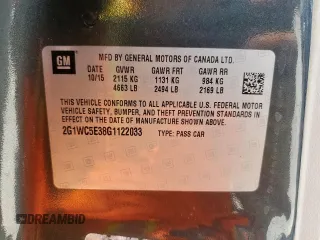 GM
MFD BY GENERAL MOTORS OF CANADA LTD.
DATE GVWR GAWR FRT GAWR RR
10/15 2115 KG 1131 KG 984 KG
4663 LB 2494 LB 2169 LB
THIS VEHICLE CONFORMS TO ALL APPLICABLE U.S. FEDERAL MOTOR
VEHICLE SAFETY, BUMPER, AND THEFT PREVENTION STANDARDS IN
EFFECT ON THE DATE OF MANUFACTURE SHOWN ABOVE.
2G1WC5E38G1122033 TYPE: PASS CAR
DREAMBID